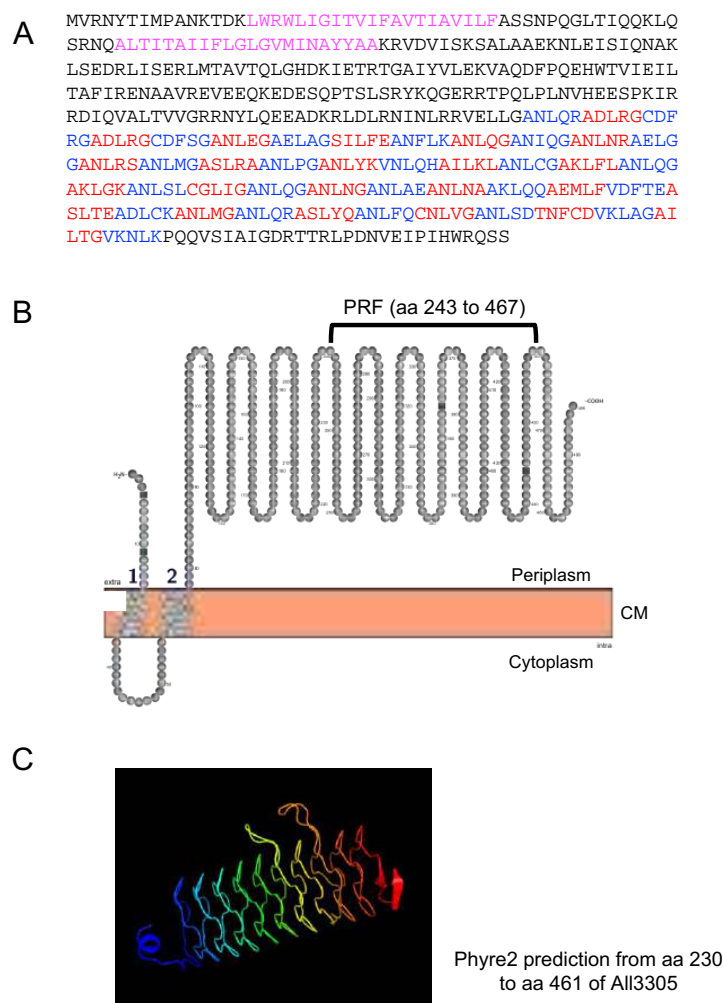 A
MVRNYTIMPANKTDKLWRWLIGITVIFAVTIAVILFASSNPQGLTIQQKLQ
SRNQALTITAIIFLGLGVMINAYYAAKRVDVISKSALAAEKNLEISIQNAK
LSEDRLISERLMTAVTQLGHDKIETRTGAIYVLEKVAQDFPQEHWTVIEIL
TAFIRENAAVREVEEQKEDESQPTSLSRYKQGERRTPQLPLNVHEESPKIR
RDIQVALTVVGRRNYLQEEADKRLDLRNINLRRVELLGANLQRADLRGCDF
RGADLRGCDFSGANLEGAELAGSILFEANFLKANLQGANIQGANLNRAELG
GANLRSANLMGASLRAANLPGANLYKVNLQHAILKLANLCGAKLFLANLQG
AKLGKANLSLCGLIGANLQGANLNGANLAEANLNAAKLQQAEMLFVDFTEA
SLTEADLCKANLMGANLQRASLYQANLFQCNLVGANLSDTNFCDVKLAGAI
LTGVKNLKPQQVSIAIGDRTTRLPDNVEIPIHWRQSS
B
PRF (aa 243 to 467)
-COOH
1 2
extra
Periplasm
CM
intra
Cytoplasm
C
Phyre2 prediction from aa 230
to aa 461 of All3305